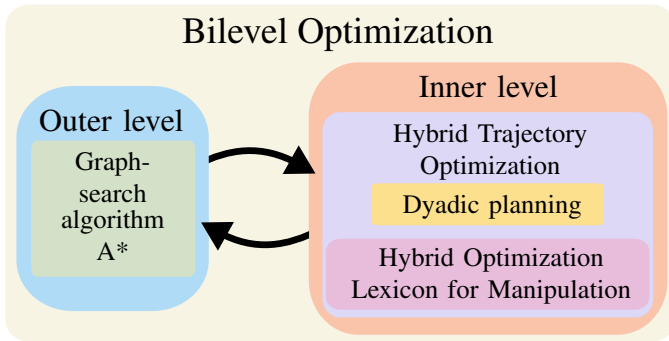 Bilevel Optimization
Outer level
Graph-
search
algorithm
A*
Inner level
Hybrid Trajectory
Optimization
Dyadic planning
Hybrid Optimization
Lexicon for Manipulation